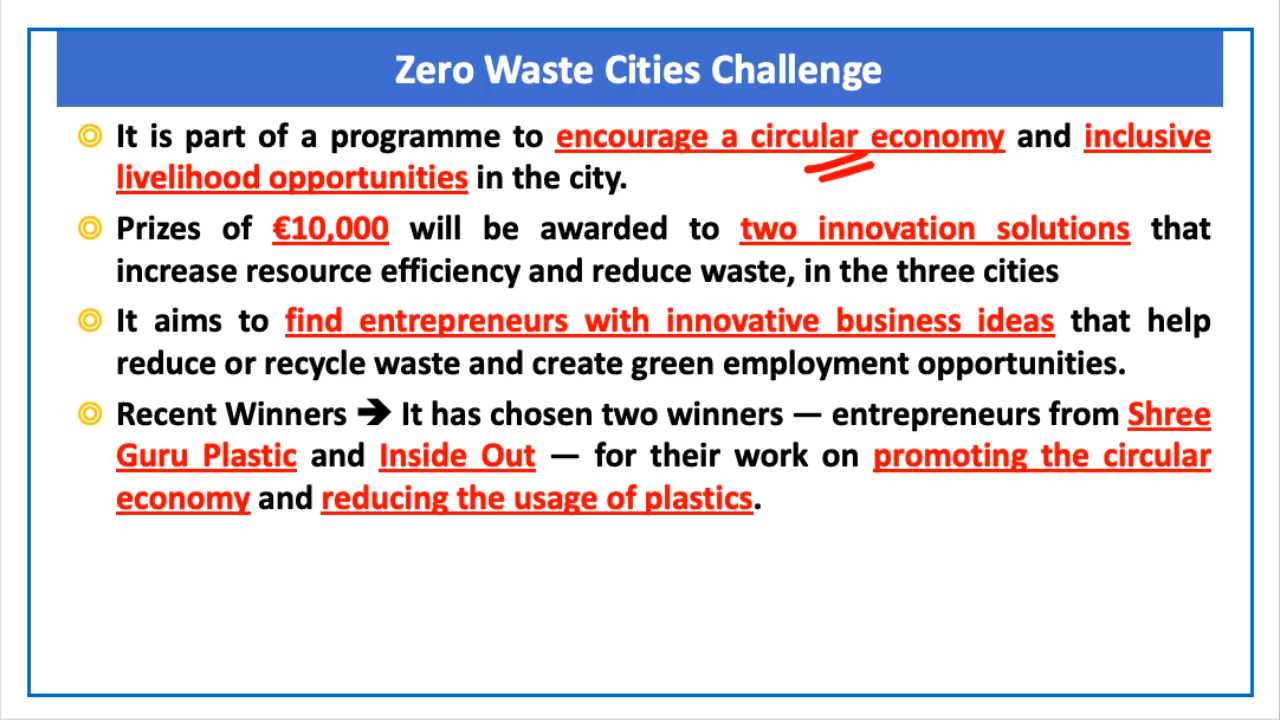 Zero Waste Cities Challenge
It is part of a programme to encourage a circular economy and inclusive
livelihood opportunities in the city.
Prizes of €10,000 will be awarded to two innovation solutions that
increase resource efficiency and reduce waste, in the three cities
It aims to find entrepreneurs with innovative business ideas that help
reduce or recycle waste and create green employment opportunities.
Recent Winners ➔ It has chosen two winners — entrepreneurs from Shree
Guru Plastic and Inside Out — for their work on promoting the circular
economy and reducing the usage of plastics.